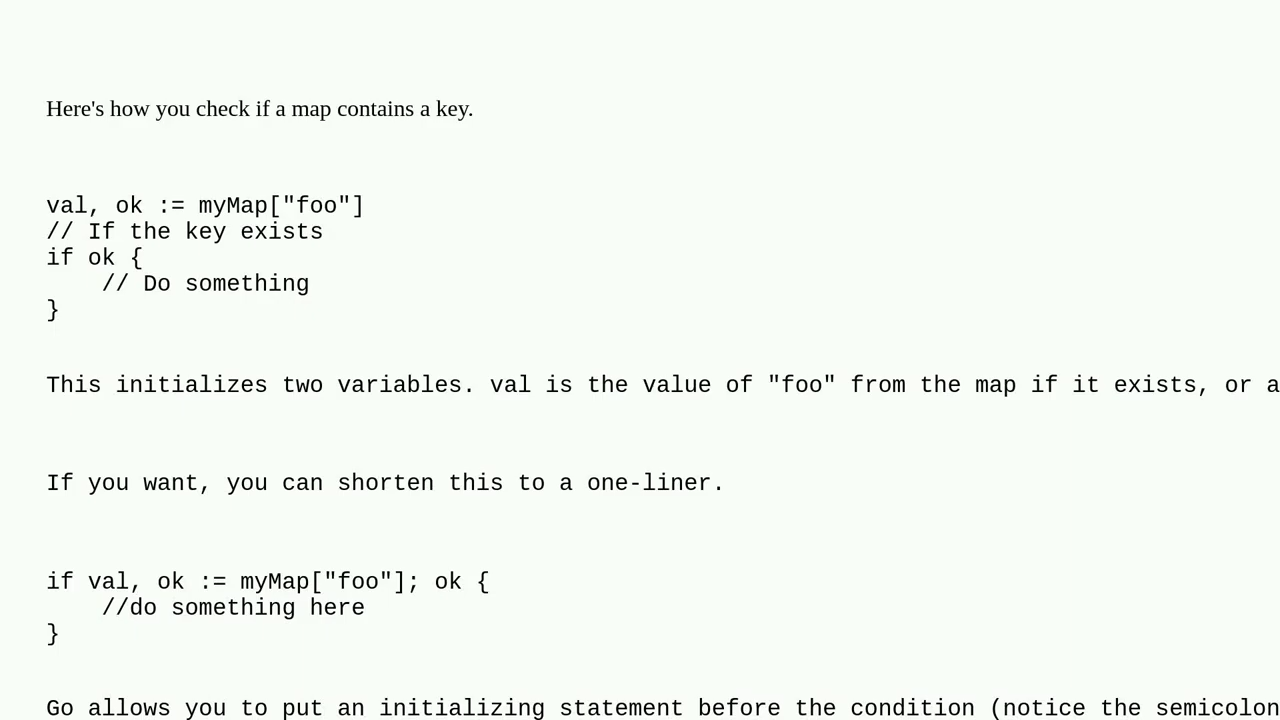 Here's how you check if a map contains a key.
val, ok := myMap["foo"]
// If the key exists
if ok {
    // Do something
}
This initializes two variables. val is the value of "foo" from the map if it exists, or a
If you want, you can shorten this to a one-liner.
if val, ok := myMap["foo"]; ok {
    //do something here
}
Go allows you to put an initializing statement before the condition (notice the semicolon